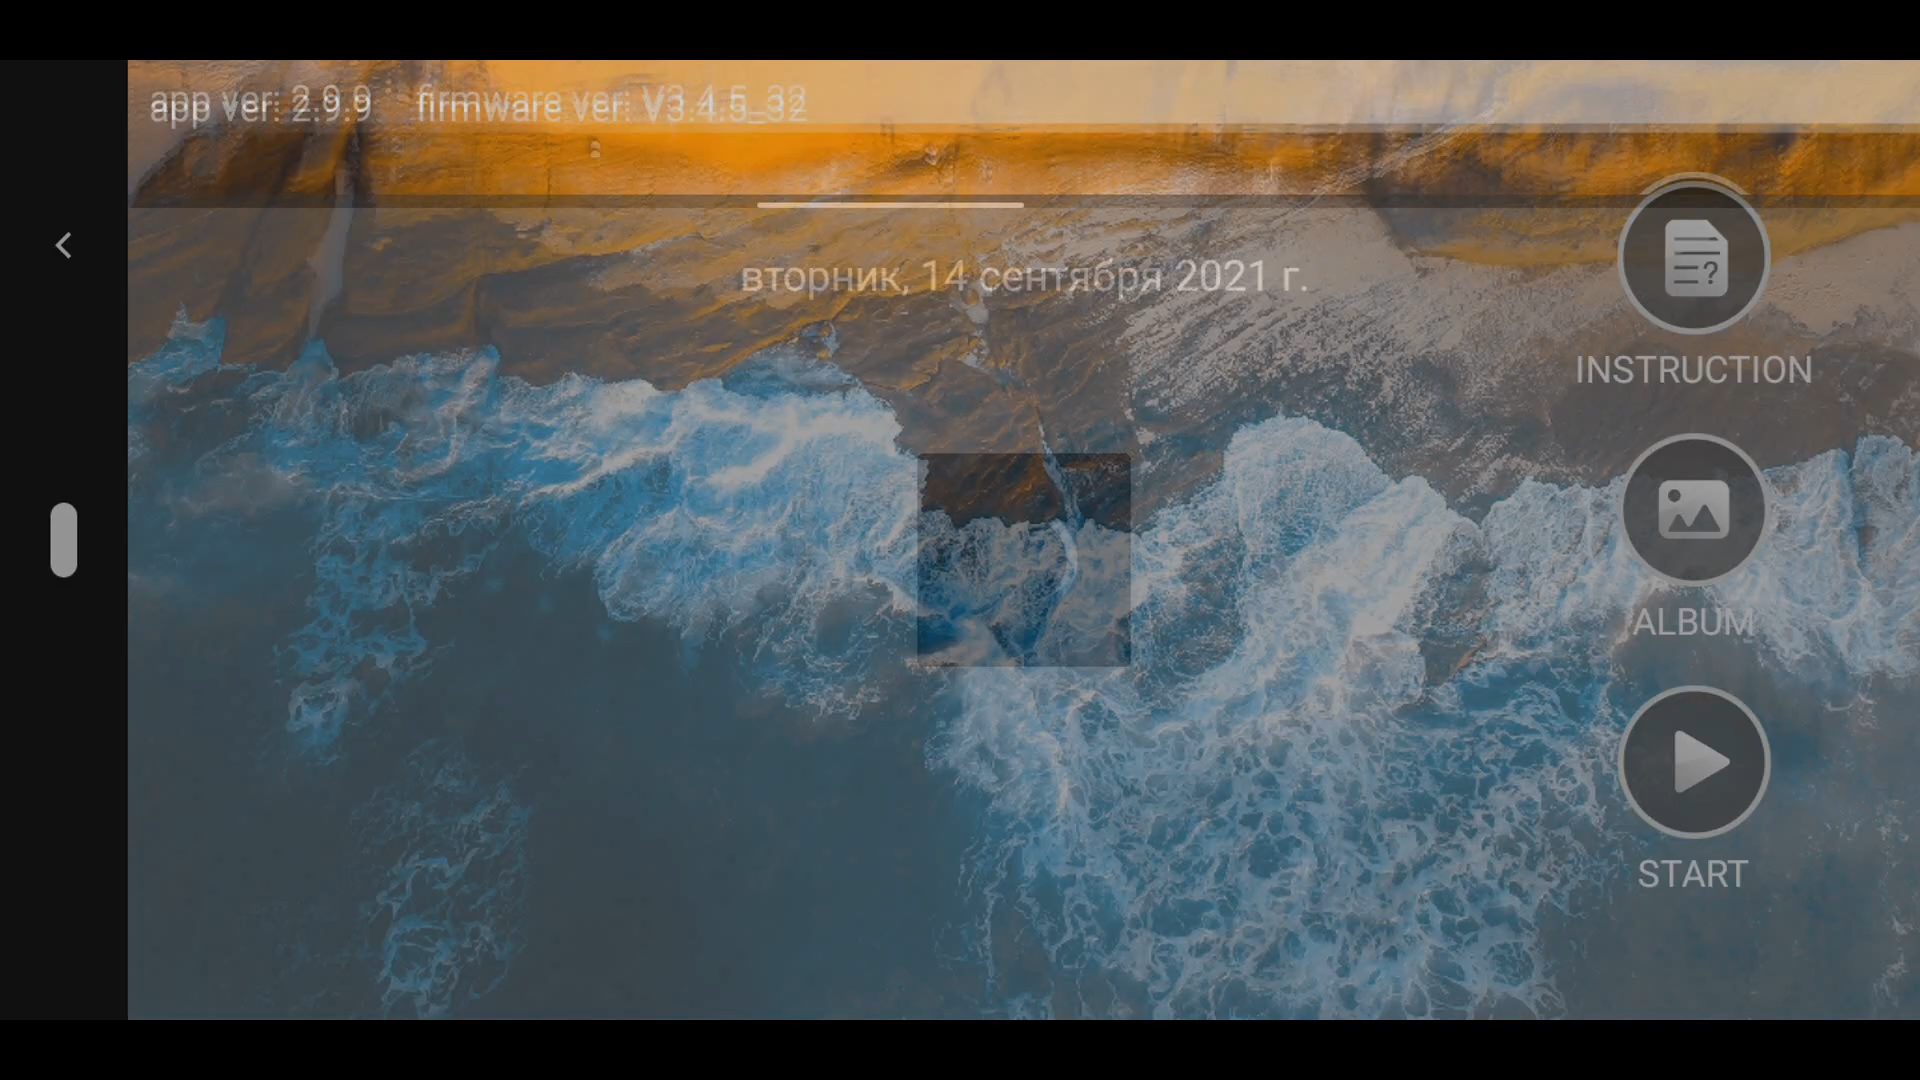 app ver: 2.9.9 firmware ver: V3.4.5_32
вторник, 14 сентября 2021 г.
INSTRUCTION
ALBUM
START